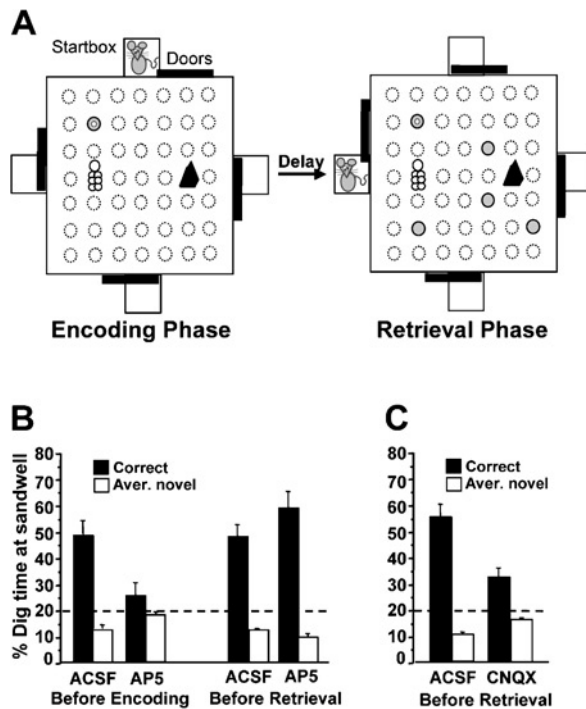 A
Startbox
Doors
Delay
Encoding Phase
Retrieval Phase
B
C
% Dig time at sandwell
80
70
60
50
40
30
20
10
0
Correct
Aver. novel
ACSF AP5
Before Encoding
ACSF AP5
Before Retrieval
80
70
60
50
40
30
20
10
0
Correct
Aver. novel
ACSF CNQX
Before Retrieval